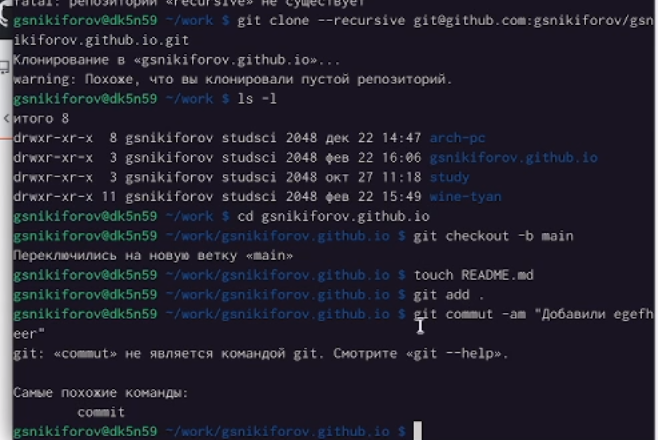 fatal: репозиторий «recursive» не существует
gsnikiforov@dk5n59 ~/work $ git clone --recursive git@github.com:gsnikiforov/gsn
ikiforov.github.io.git
Клонирование в «gsnikiforov.github.io»...
warning: Похоже, что вы клонировали пустой репозиторий.
gsnikiforov@dk5n59 ~/work $ ls -l
итого 8
drwxr-xr-x  8 gsnikiforov studsci 2048 дек 22 14:47 arch-pc
drwxr-xr-x  3 gsnikiforov studsci 2048 фев 22 16:06 gsnikiforov.github.io
drwxr-xr-x  3 gsnikiforov studsci 2048 окт 27 11:18 study
drwxr-xr-x 11 gsnikiforov studsci 2048 фев 22 15:49 wine-tyan
gsnikiforov@dk5n59 ~/work $ cd gsnikiforov.github.io
gsnikiforov@dk5n59 ~/work/gsnikiforov.github.io $ git checkout -b main
Переключились на новую ветку «main»
gsnikiforov@dk5n59 ~/work/gsnikiforov.github.io $ touch README.md
gsnikiforov@dk5n59 ~/work/gsnikiforov.github.io $ git add .
gsnikiforov@dk5n59 ~/work/gsnikiforov.github.io $ git commut -am "Добавили egefh
eer"
git: «commut» не является командой git. Смотрите «git --help».
Самые похожие команды:
commit
gsnikiforov@dk5n59 ~/work/gsnikiforov.github.io $